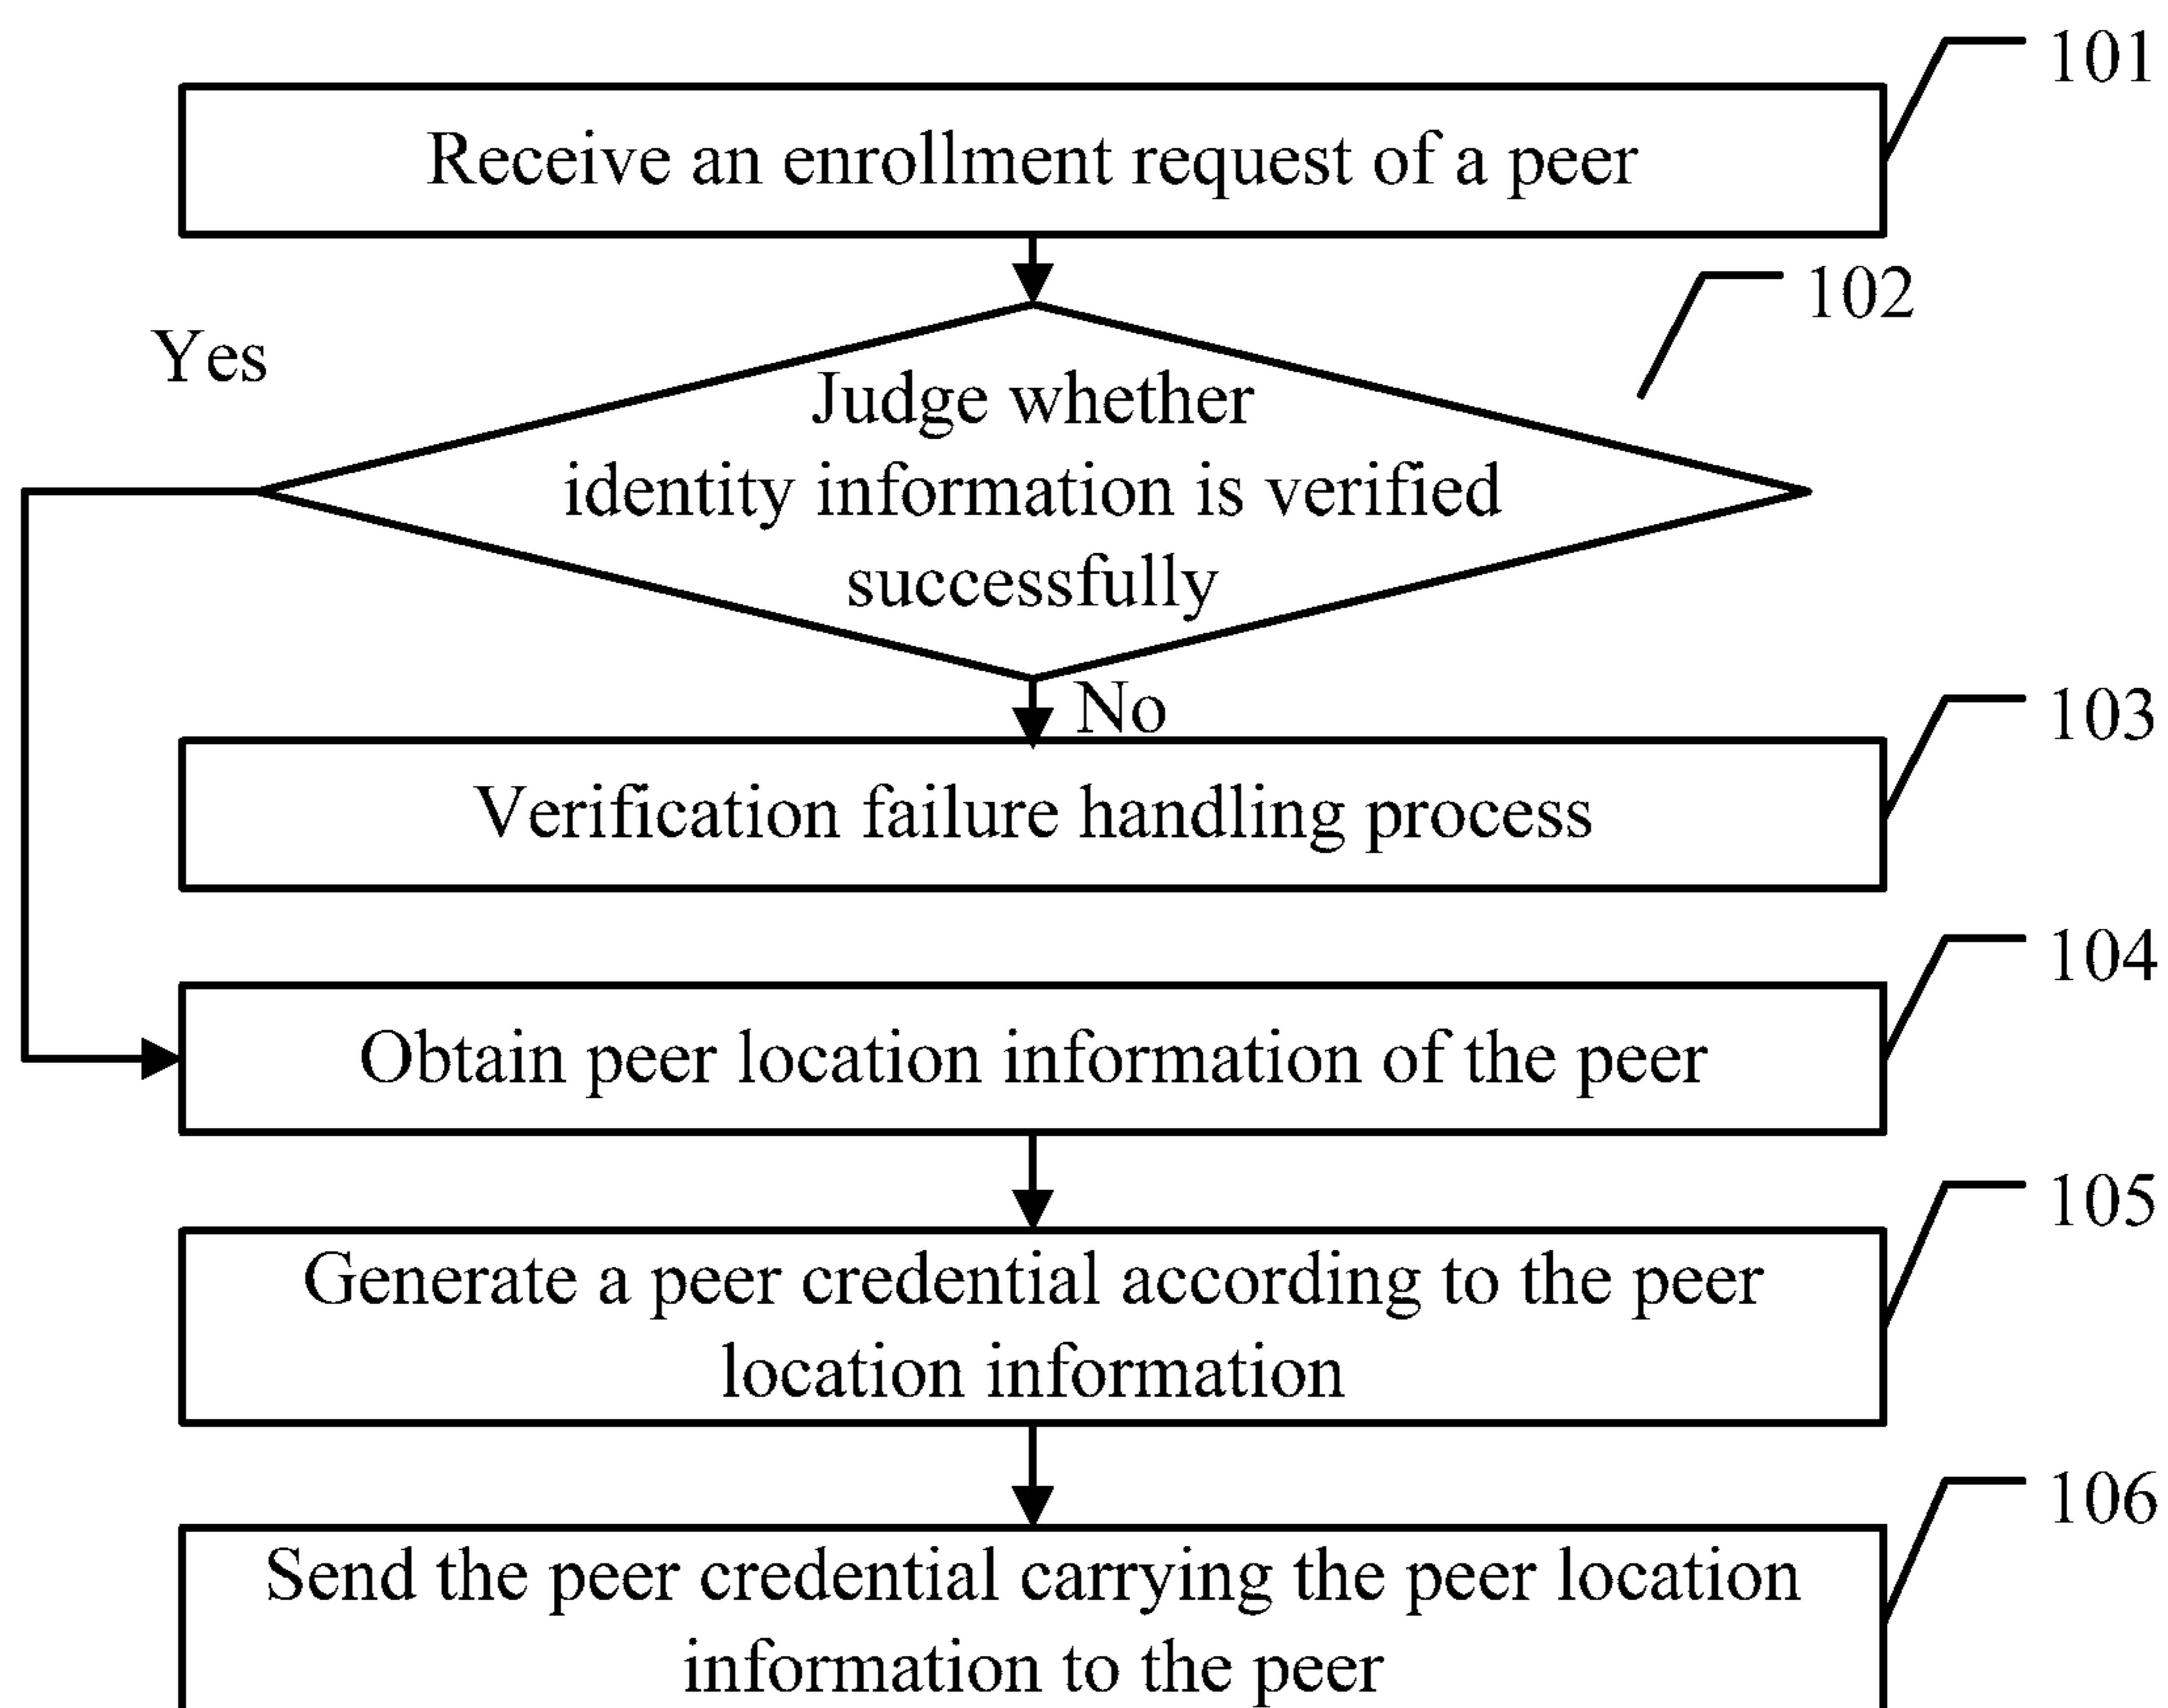 101
Receive an enrollment request of a peer
102
Yes
Judge whether
identity information is verified
successfully
No
103
Verification failure handling process
104
Obtain peer location information of the peer
105
Generate a peer credential according to the peer
location information
106
Send the peer credential carrying the peer location
information to the peer